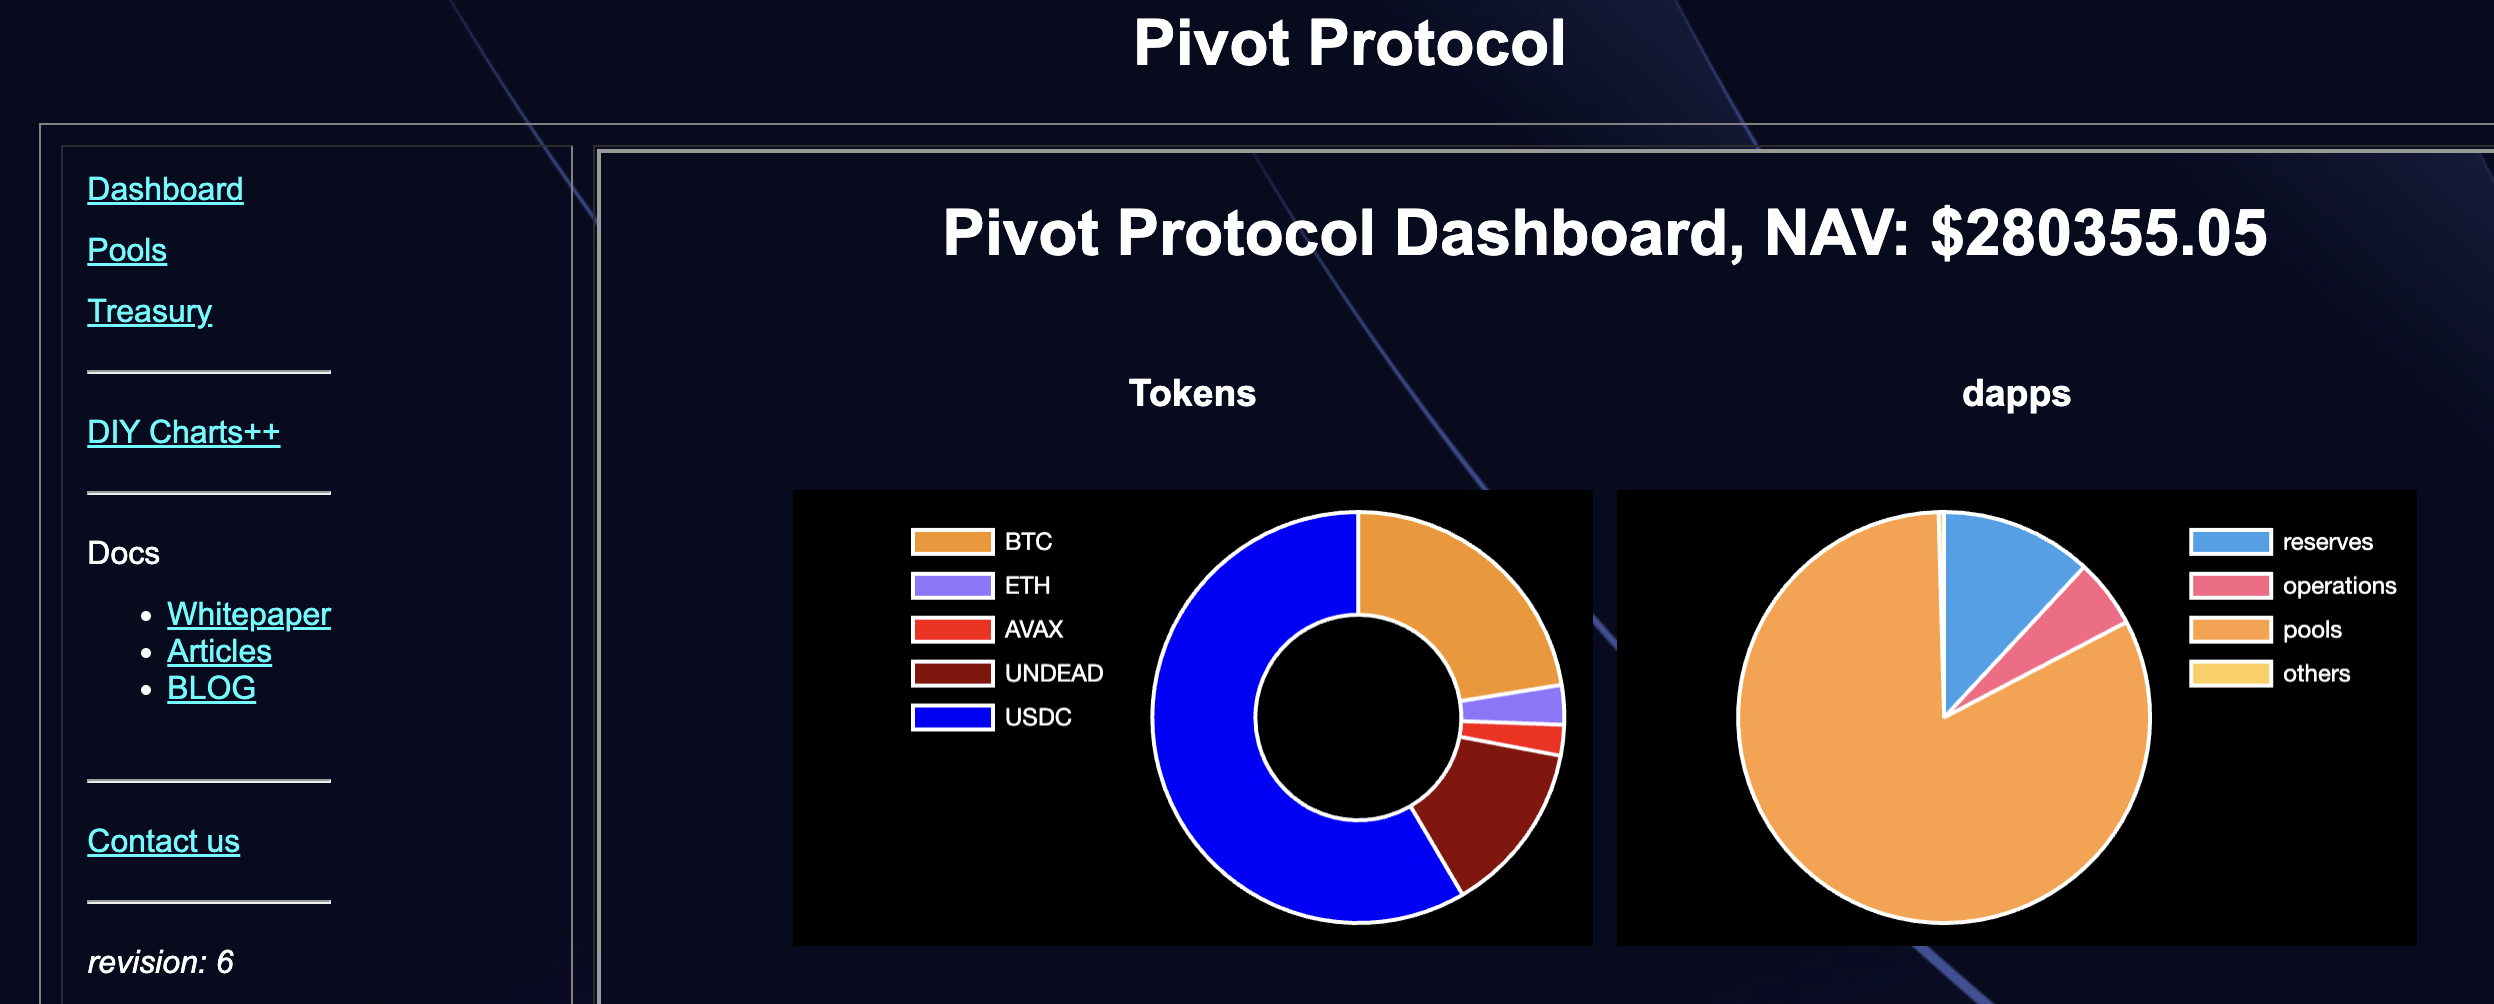 Pivot Protocol
Dashboard
Pools
Treasury
DIY Charts++
Docs
Whitepaper
Articles
BLOG
Contact us
revision: 6
Pivot Protocol Dashboard, NAV: $280355.05
Tokens
BTC
ETH
AVAX
UNDEAD
USDC
dapps
reserves
operations
pools
others